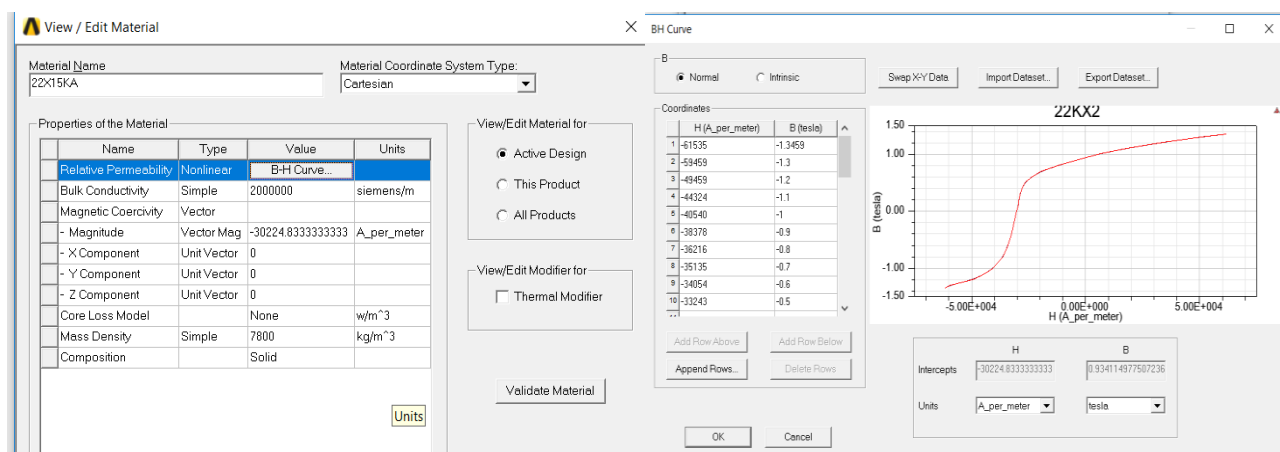 View / Edit Material
Material Name
Material Coordinate System Type:
22X15KA
Cartesian
Properties of the Material
Name Type Value Units
Relative Permeability Nonlinear B-H Curve...
Bulk Conductivity Simple 2000000 siemens/m
Magnetic Coercivity Vector
- Magnitude Vector Mag -30224.8333333333 A_per_meter
- X Component Unit Vector 0
- Y Component Unit Vector 0
- Z Component Unit Vector 0
Core Loss Model None w/m^3
Mass Density Simple 7800 kg/m^3
Composition Solid
View/Edit Material for
Active Design
This Product
All Products
View/Edit Modifier for
Thermal Modifier
Validate Material
Units
BH Curve
B
Normal Intrinsic
Swap X-Y Data Import Dataset... Export Dataset...
Coordinates
H (A_per_meter) B (tesla)
1 -61535 -1.3459
2 -59459 -1.3
3 -49459 -1.2
4 -44324 -1.1
5 -40540 -1
6 -38378 -0.9
7 -36216 -0.8
8 -35135 -0.7
9 -34054 -0.6
10 -33243 -0.5
Add Row Above Add Row Below
Append Rows... Delete Rows
OK Cancel
22KX2
1.50
1.00
0.00
-1.00
-1.50
B (tesla)
-5.00E+004 0.00E+000 5.00E+004
H (A_per_meter)
H B
Intercepts -30224.8333333333 0.934114977507236
Units A_per_meter tesla